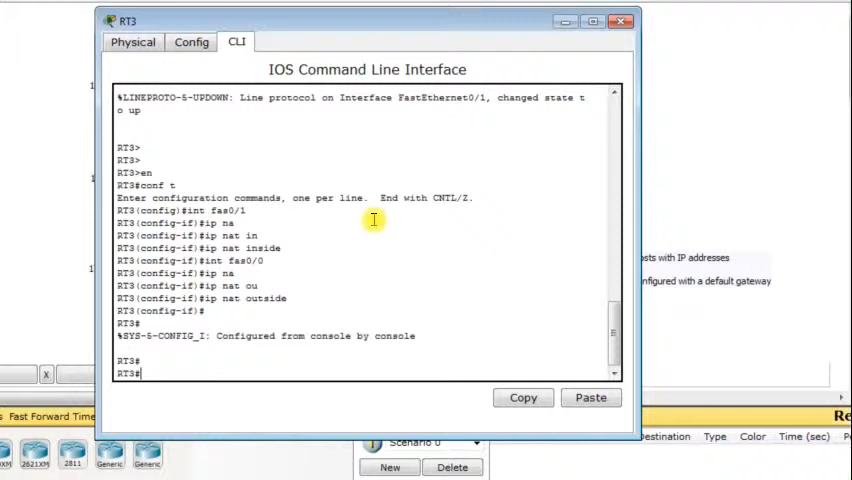 RT3
Physical
Config
CLI
IOS Command Line Interface
%LINEPROTO-5-UPDOWN: Line protocol on Interface FastEthernet0/1, changed state t
o up
RT3>
RT3>
RT3>en
RT3#conf t
Enter configuration commands, one per line.  End with CNTL/Z.
RT3(config)#int fas0/1
RT3(config-if)#ip na
RT3(config-if)#ip nat in
RT3(config-if)#ip nat inside
RT3(config-if)#int fas0/0
RT3(config-if)#ip na
RT3(config-if)#ip nat ou
RT3(config-if)#ip nat outside
RT3(config-if)#
RT3#
%SYS-5-CONFIG_I: Configured from console by console
RT3#
RT3#
Copy
Paste
1
1
1
sts with IP addresses
nfigured with a default gateway
X
s Fast Forward Time
Re
Scenario 0
estination
Type
Color
Time (sec)
P
0XM
2621XM
2811
Generic
Generic
New
Delete